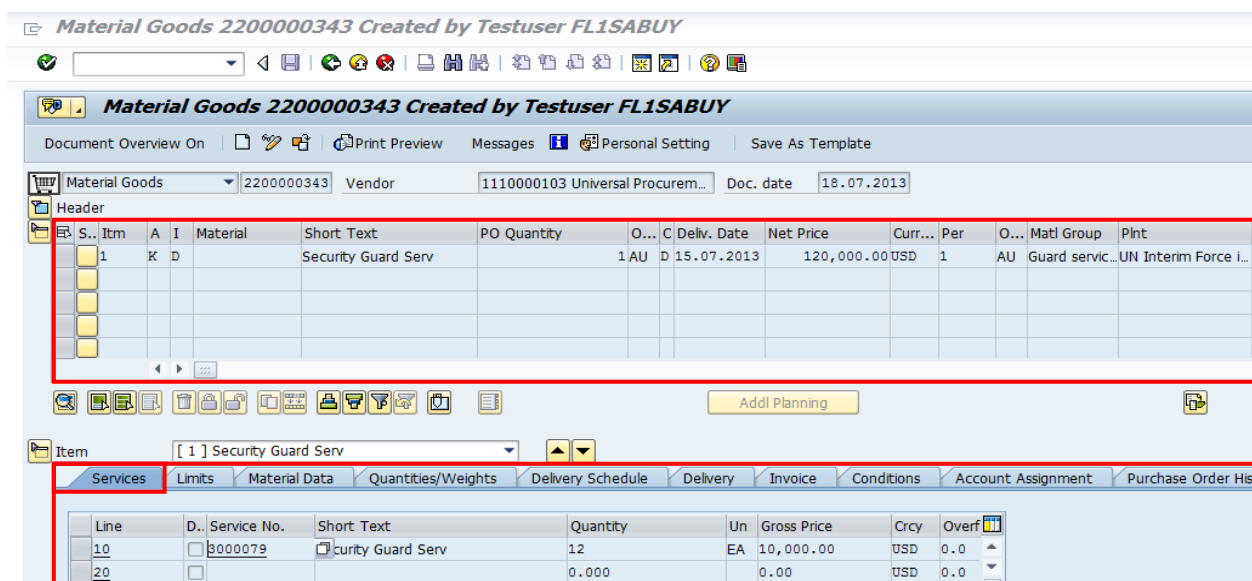 Material Goods 2200000343 Created by Testuser FL1SABUY
Material Goods 2200000343 Created by Testuser FL1SABUY
Document Overview On Print Preview Messages Personal Setting Save As Template
Material Goods 2200000343 Vendor 1110000103 Universal Procurem... Doc. date 18.07.2013
Header
S.. Itm A I Material Short Text PO Quantity O... C Deliv. Date Net Price Curr... Per O... Matl Group Plnt
1 K D Security Guard Serv 1 AU D 15.07.2013 120,000.00 USD 1 AU Guard servic... UN Interim Force i...
Addl Planning
Item [ 1 ] Security Guard Serv
Services Limits Material Data Quantities/Weights Delivery Schedule Delivery Invoice Conditions Account Assignment Purchase Order His
Line D.. Service No. Short Text Quantity Un Gross Price Crcy Overf
10 3000079 curity Guard Serv 12 EA 10,000.00 USD 0.0
20 0.000 0.00 USD 0.0